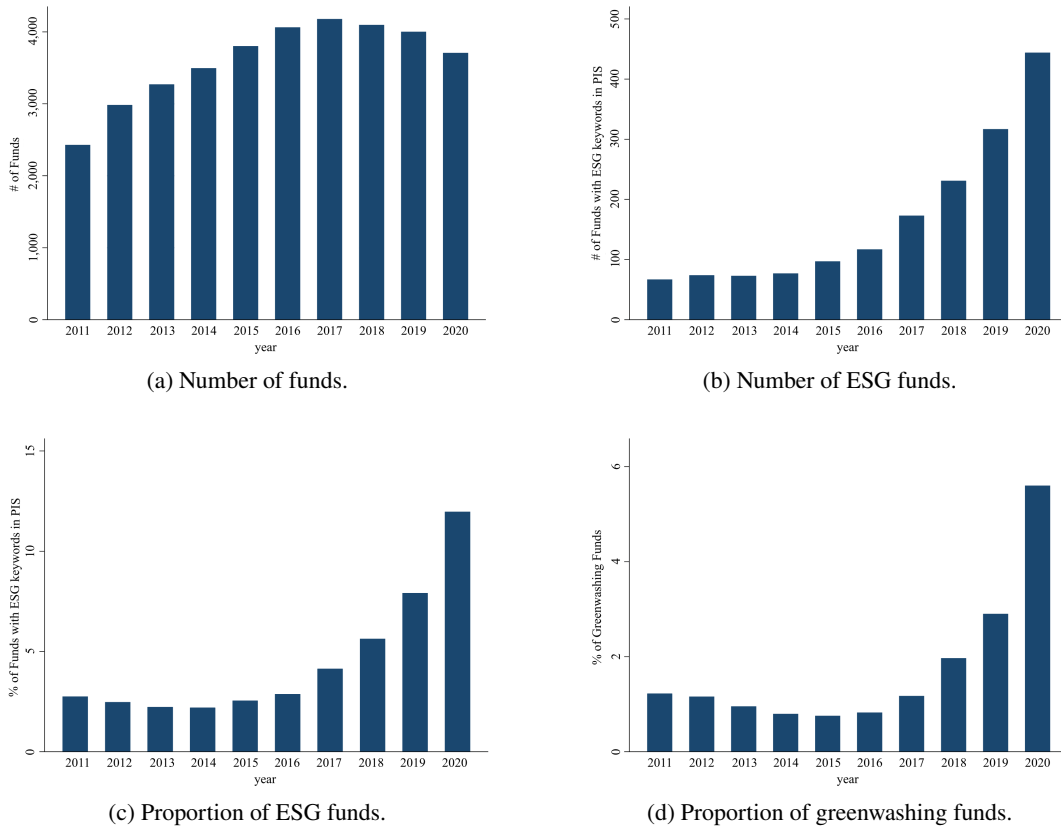 # of Funds
4,000
3,000
2,000
1,000
0
2011 2012 2013 2014 2015 2016 2017 2018 2019 2020
year
(a) Number of funds.
# of Funds with ESG keywords in PIS
500
400
300
200
100
0
2011 2012 2013 2014 2015 2016 2017 2018 2019 2020
year
(b) Number of ESG funds.
% of Funds with ESG keywords in PIS
15
10
5
0
2011 2012 2013 2014 2015 2016 2017 2018 2019 2020
year
(c) Proportion of ESG funds.
% of Greenwashing Funds
6
4
2
0
2011 2012 2013 2014 2015 2016 2017 2018 2019 2020
year
(d) Proportion of greenwashing funds.